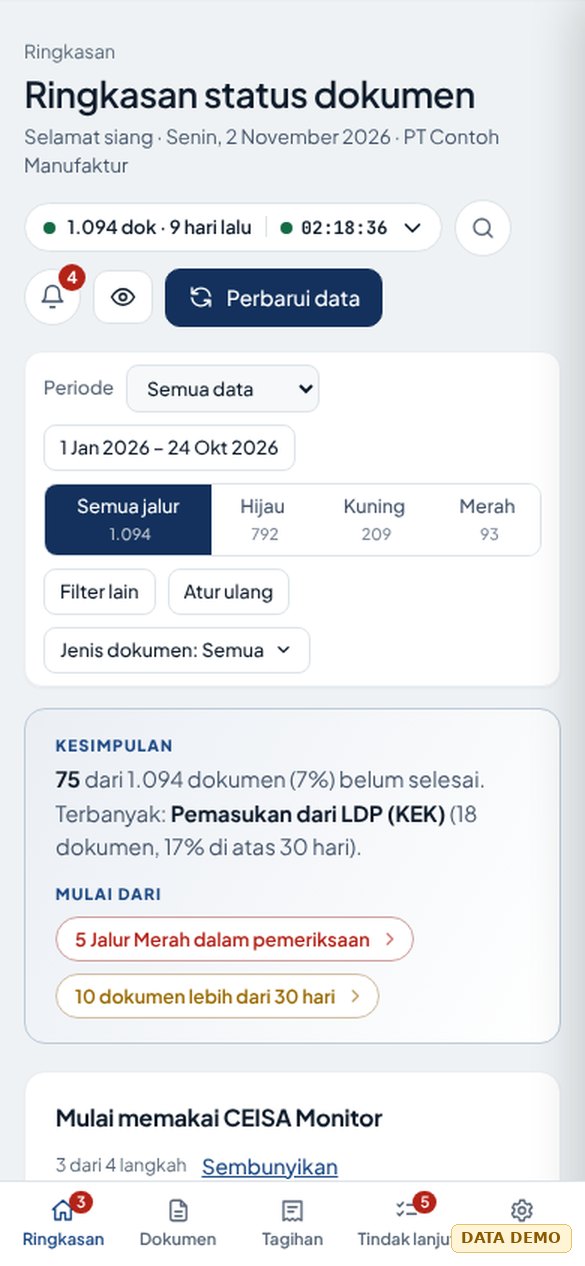 Ringkasan
Ringkasan status dokumen
Selamat siang · Senin, 2 November 2026 · PT Contoh
Manufaktur
1.094 dok · 9 hari lalu 02:18:36
4
Perbarui data
Periode Semua data
1 Jan 2026 – 24 Okt 2026
Semua jalur Hijau Kuning Merah
1.094 792 209 93
Filter lain Atur ulang
Jenis dokumen: Semua
KESIMPULAN
75 dari 1.094 dokumen (7%) belum selesai.
Terbanyak: Pemasukan dari LDP (KEK) (18
dokumen, 17% di atas 30 hari).
MULAI DARI
5 Jalur Merah dalam pemeriksaan
10 dokumen lebih dari 30 hari
Mulai memakai CEISA Monitor
3 dari 4 langkah Sembunyikan
3 5
Ringkasan Dokumen Tagihan Tindak DATA DEMO